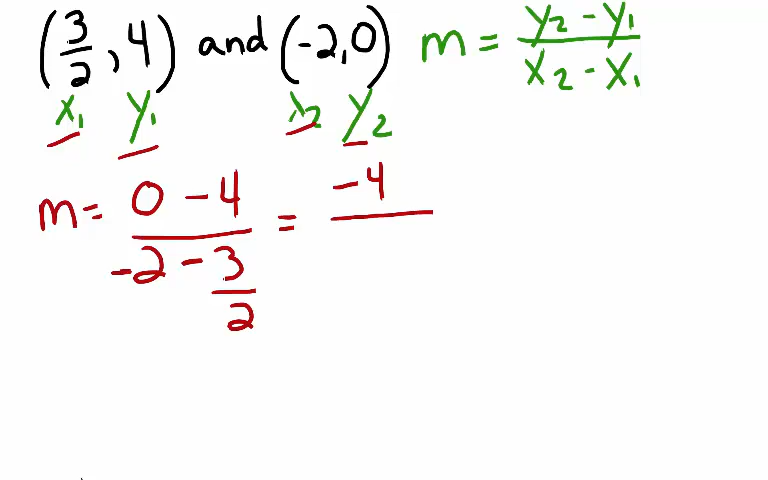 (3/2, 4) and (-2, 0) m = y₂ - y₁ / x₂ - x₁
x₁ y₁ x₂ y₂
m = 0 - 4 / -2 - 3/2 = -4 /